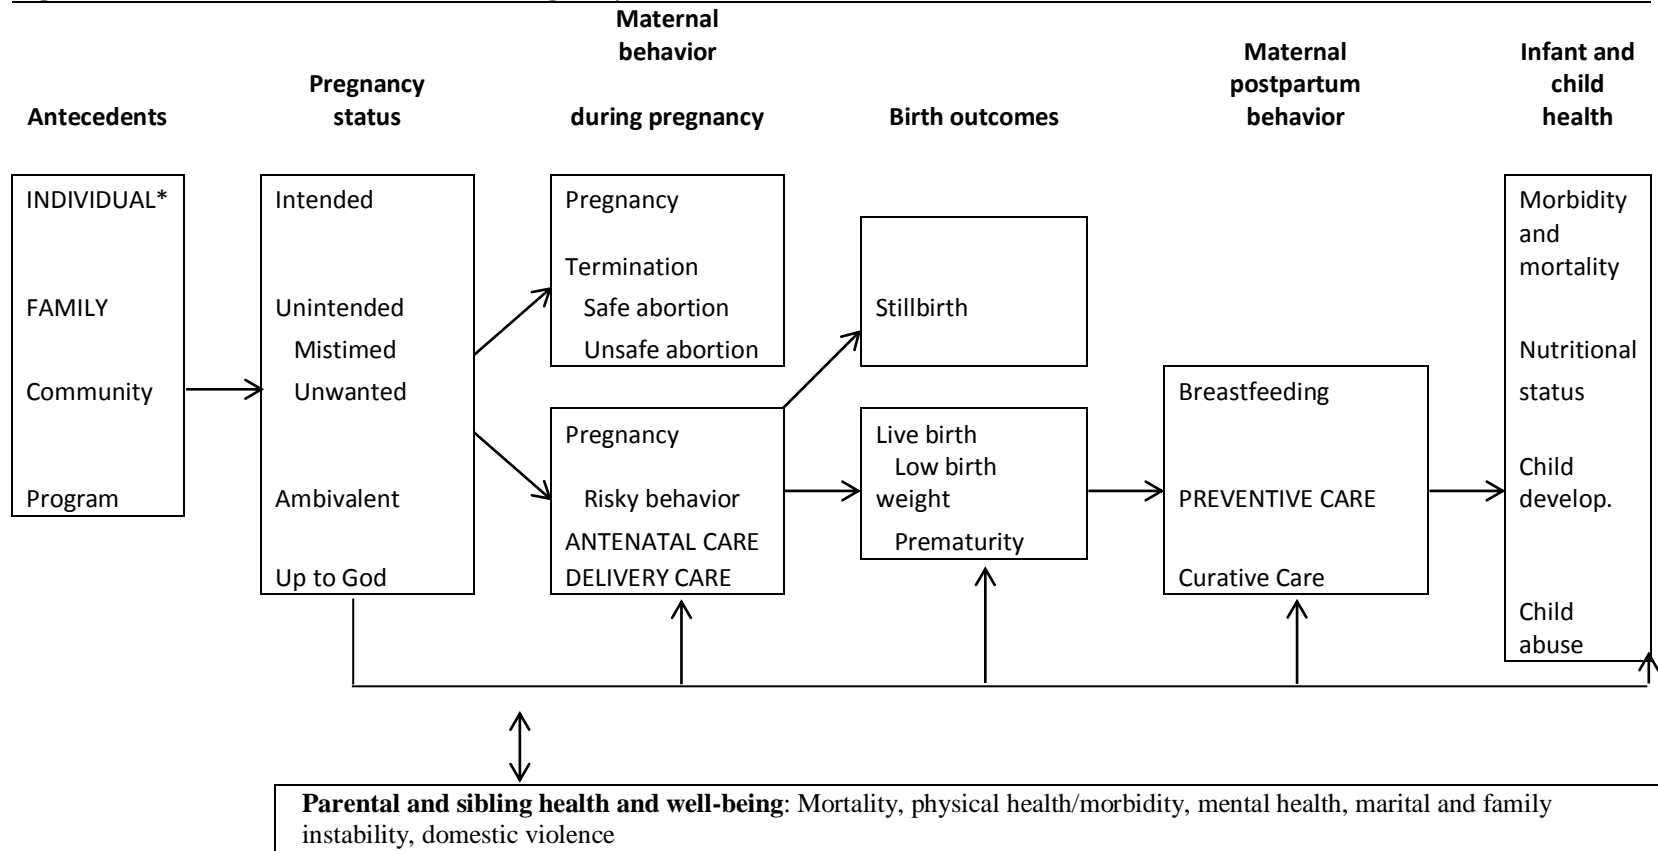 Maternal
behavior
during pregnancy
Antecedents
Pregnancy
status
Birth outcomes
Maternal
postpartum
behavior
Infant and
child
health
INDIVIDUAL*
FAMILY
Community
Program
Intended
Unintended
Mistimed
Unwanted
Ambivalent
Up to God
Pregnancy
Termination
Safe abortion
Unsafe abortion
Pregnancy
Risky behavior
ANTENATAL CARE
DELIVERY CARE
Stillbirth
Live birth
Low birth
weight
Prematurity
Breastfeeding
PREVENTIVE CARE
Curative Care
Morbidity
and
mortality
Nutritional
status
Child
develop.
Child
abuse
Parental and sibling health and well-being: Mortality, physical health/morbidity, mental health, marital and family
instability, domestic violence